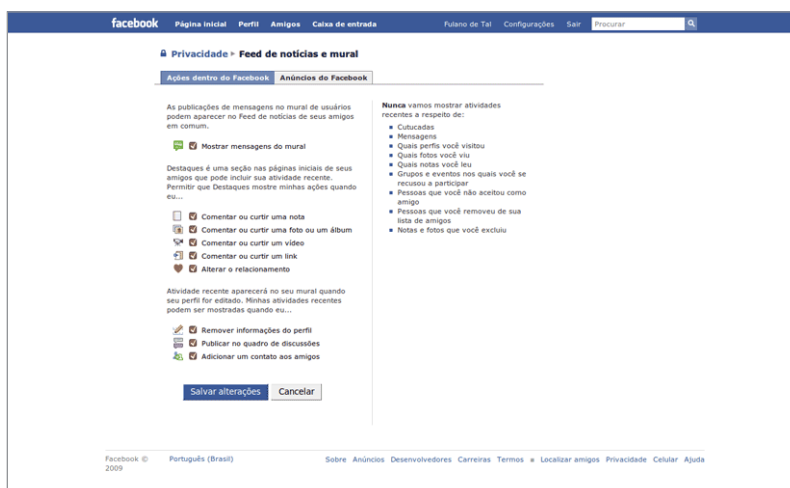 facebook Página inicial Perfil Amigos Caixa de entrada Fulano de Tal Configurações Sair Procurar
Privacidade ▸ Feed de notícias e mural
Ações dentro do Facebook Anúncios do Facebook
As publicações de mensagens no mural de usuários
podem aparecer no Feed de notícias de seus amigos
em comum.
Mostrar mensagens do mural
Destaques é uma seção nas páginas iniciais de seus
amigos que pode incluir sua atividade recente.
Permitir que Destaques mostre minhas ações quando
eu...
Comentar ou curtir uma nota
Comentar ou curtir uma foto ou um álbum
Comentar ou curtir um vídeo
Comentar ou curtir um link
Alterar o relacionamento
Atividade recente aparecerá no seu mural quando
seu perfil for editado. Minhas atividades recentes
podem ser mostradas quando eu...
Remover informações do perfil
Publicar no quadro de discussões
Adicionar um contato aos amigos
Salvar alterações Cancelar
Nunca vamos mostrar atividades
recentes a respeito de:
Cutucadas
Mensagens
Quais perfis você visitou
Quais fotos você viu
Quais notas você leu
Grupos e eventos nos quais você se
recusou a participar
Pessoas que você não aceitou como
amigo
Pessoas que você removeu de sua
lista de amigos
Notas e fotos que você excluiu
Facebook © 
2009
Português (Brasil)
Sobre Anúncios Desenvolvedores Carreiras Termos Localizar amigos Privacidade Celular Ajuda